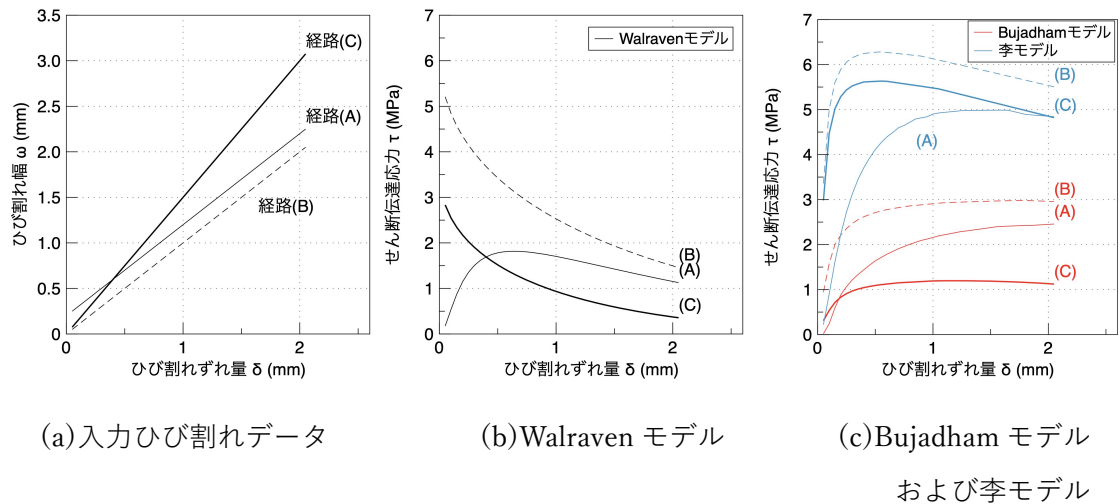 3.5
3.0
2.5
2.0
1.5
1.0
0.5
0
0
1
2
ひび割れ幅 ω (mm)
ひび割れずれ量 δ (mm)
経路(C)
経路(A)
経路(B)
7
6
5
4
3
2
1
0
0
1
2
せん断伝達応力 τ (MPa)
ひび割れずれ量 δ (mm)
Walravenモデル
(B)
(A)
(C)
7
6
5
4
3
2
1
0
0
1
2
せん断伝達応力 τ (MPa)
ひび割れずれ量 δ (mm)
Bujadhamモデル
李モデル
(B)
(C)
(A)
(B)
(A)
(C)
(a)入力ひび割れデータ
(b)Walraven モデル
(c)Bujadham モデル
および李モデル